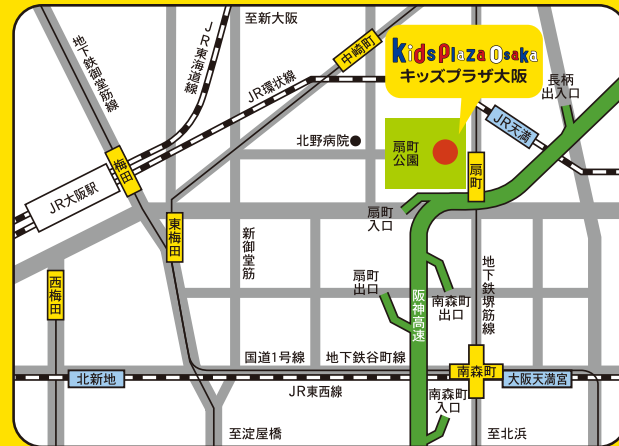 至新大阪
地下鉄御堂筋線
JR東海道線
中崎町
Kids Plaza Osaka
キッズプラザ大阪
JR環状線
長柄
出入口
JR天満
北野病院
扇町
公園
扇町
梅田
JR大阪駅
東梅田
新御堂筋
扇町
入口
西梅田
扇町
出口
阪神高速
南森町
出口
地下鉄堺筋線
国道1号線
地下鉄谷町線
南森町
北新地
JR東西線
大阪天満宮
南森町
入口
至淀屋橋
至北浜